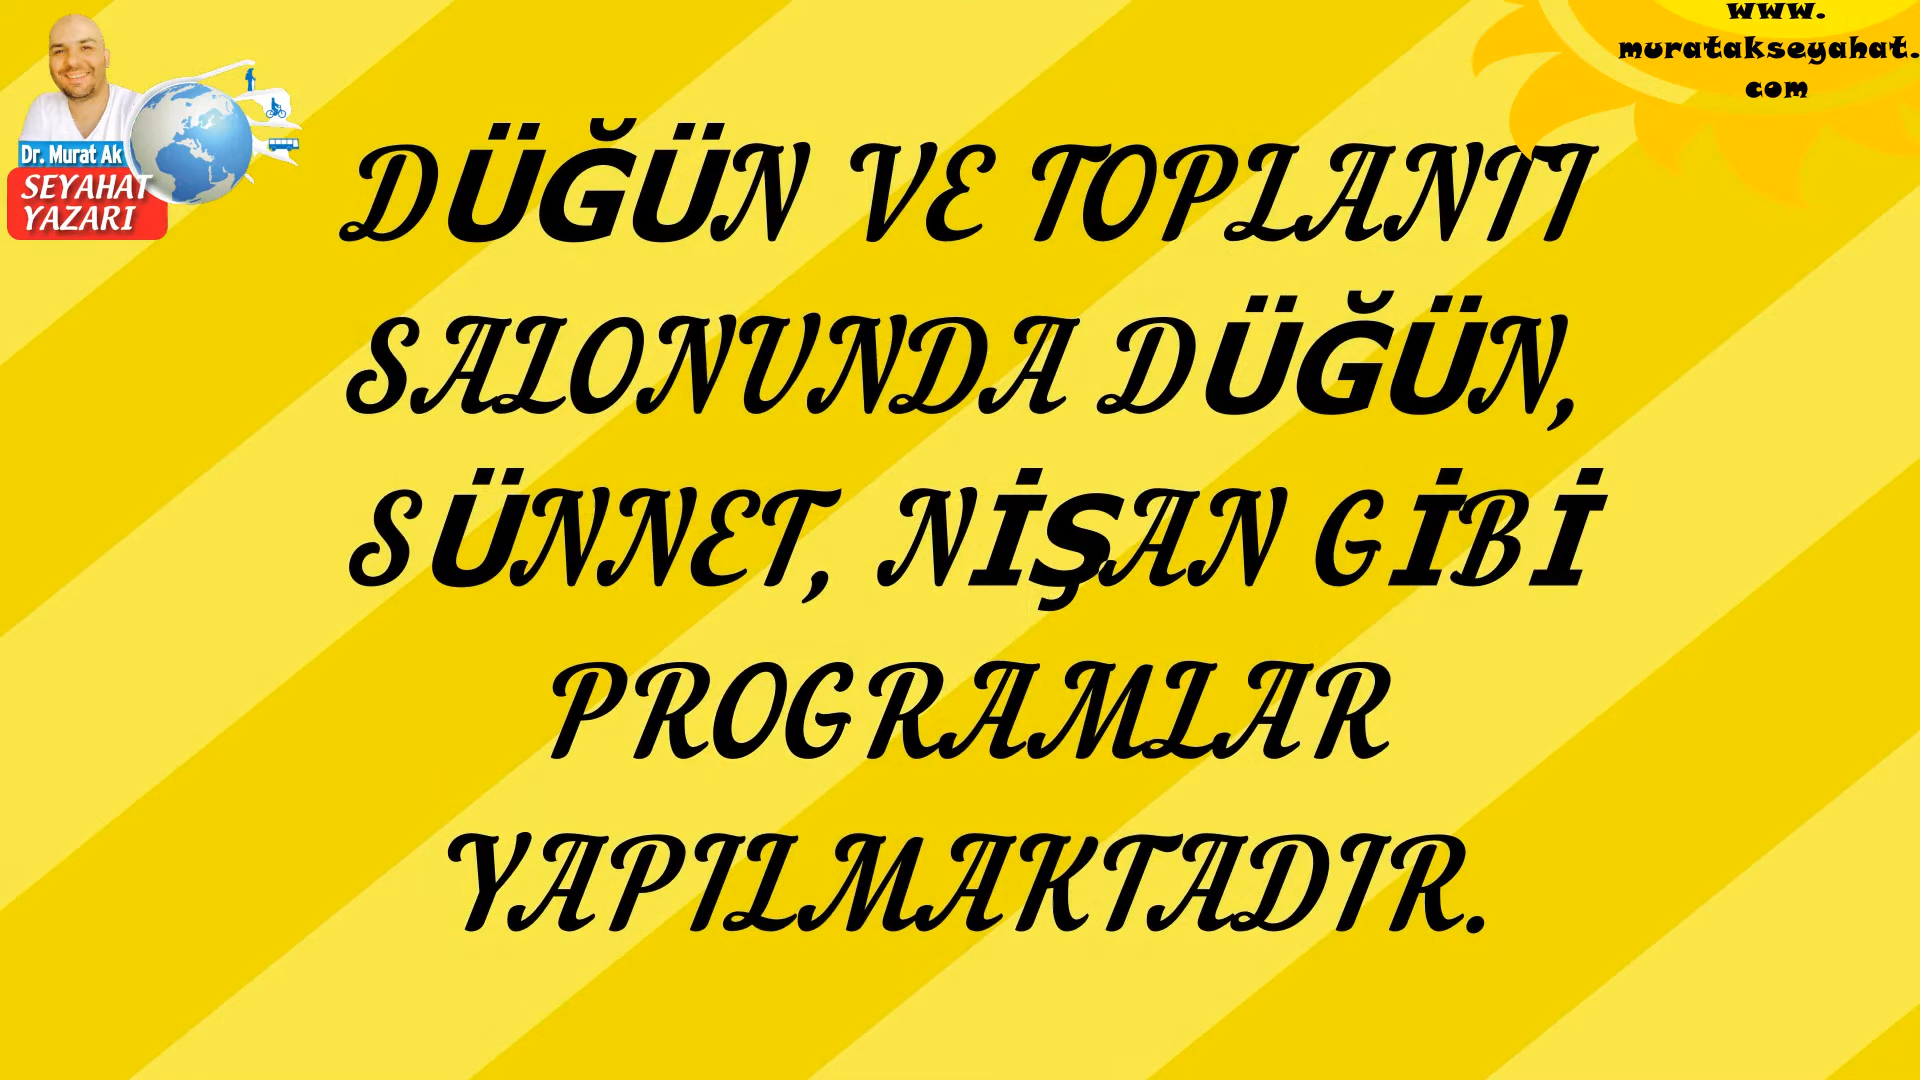 www.
muratakseyahat.
com
Dr. Murat Ak
SEYAHAT
YAZARI
DÜĞÜN VE TOPLANTI
SALONUNDA DÜĞÜN,
SÜNNET, NİŞAN GİBİ
PROGRAMLAR
YAPILMAKTADIR.